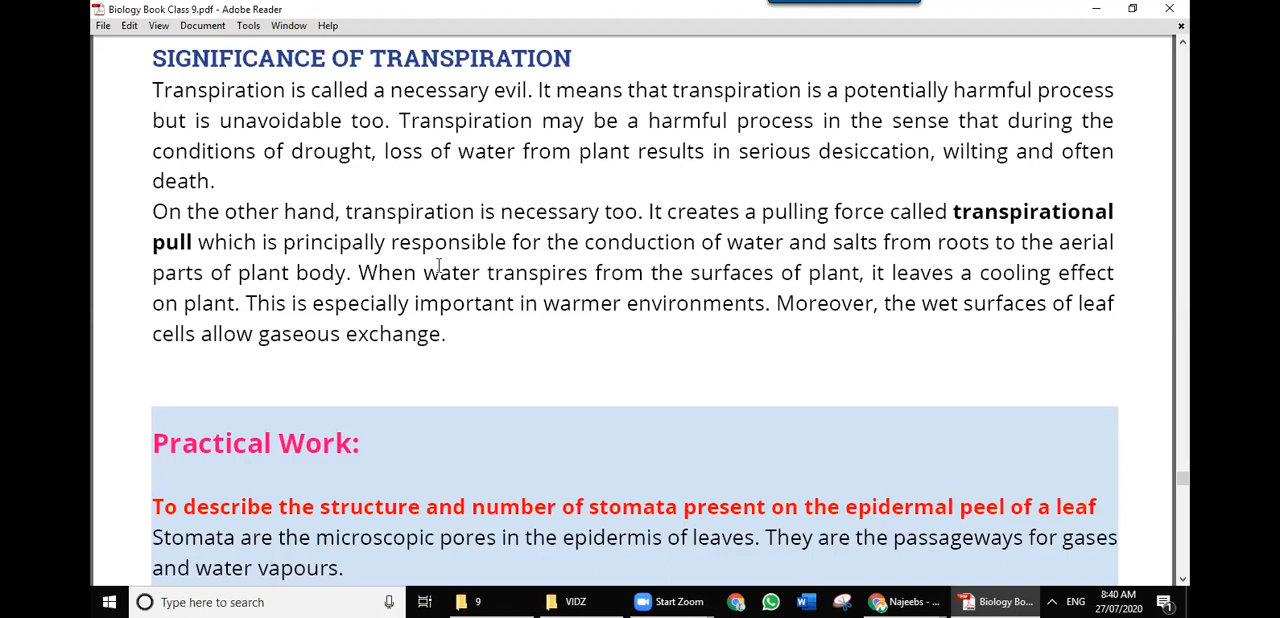 Biology Book Class 9.pdf - Adobe Reader
File Edit View Document Tools Window Help
SIGNIFICANCE OF TRANSPIRATION
Transpiration is called a necessary evil. It means that transpiration is a potentially harmful process
but is unavoidable too. Transpiration may be a harmful process in the sense that during the
conditions of drought, loss of water from plant results in serious desiccation, wilting and often
death.
On the other hand, transpiration is necessary too. It creates a pulling force called transpirational
pull which is principally responsible for the conduction of water and salts from roots to the aerial
parts of plant body. When water transpires from the surfaces of plant, it leaves a cooling effect
on plant. This is especially important in warmer environments. Moreover, the wet surfaces of leaf
cells allow gaseous exchange.
Practical Work:
To describe the structure and number of stomata present on the epidermal peel of a leaf
Stomata are the microscopic pores in the epidermis of leaves. They are the passageways for gases
and water vapours.
Type here to search 9 VIDZ Start Zoom Najeebs - ... Biology Bo... ENG 8:40 AM
27/07/2020 1